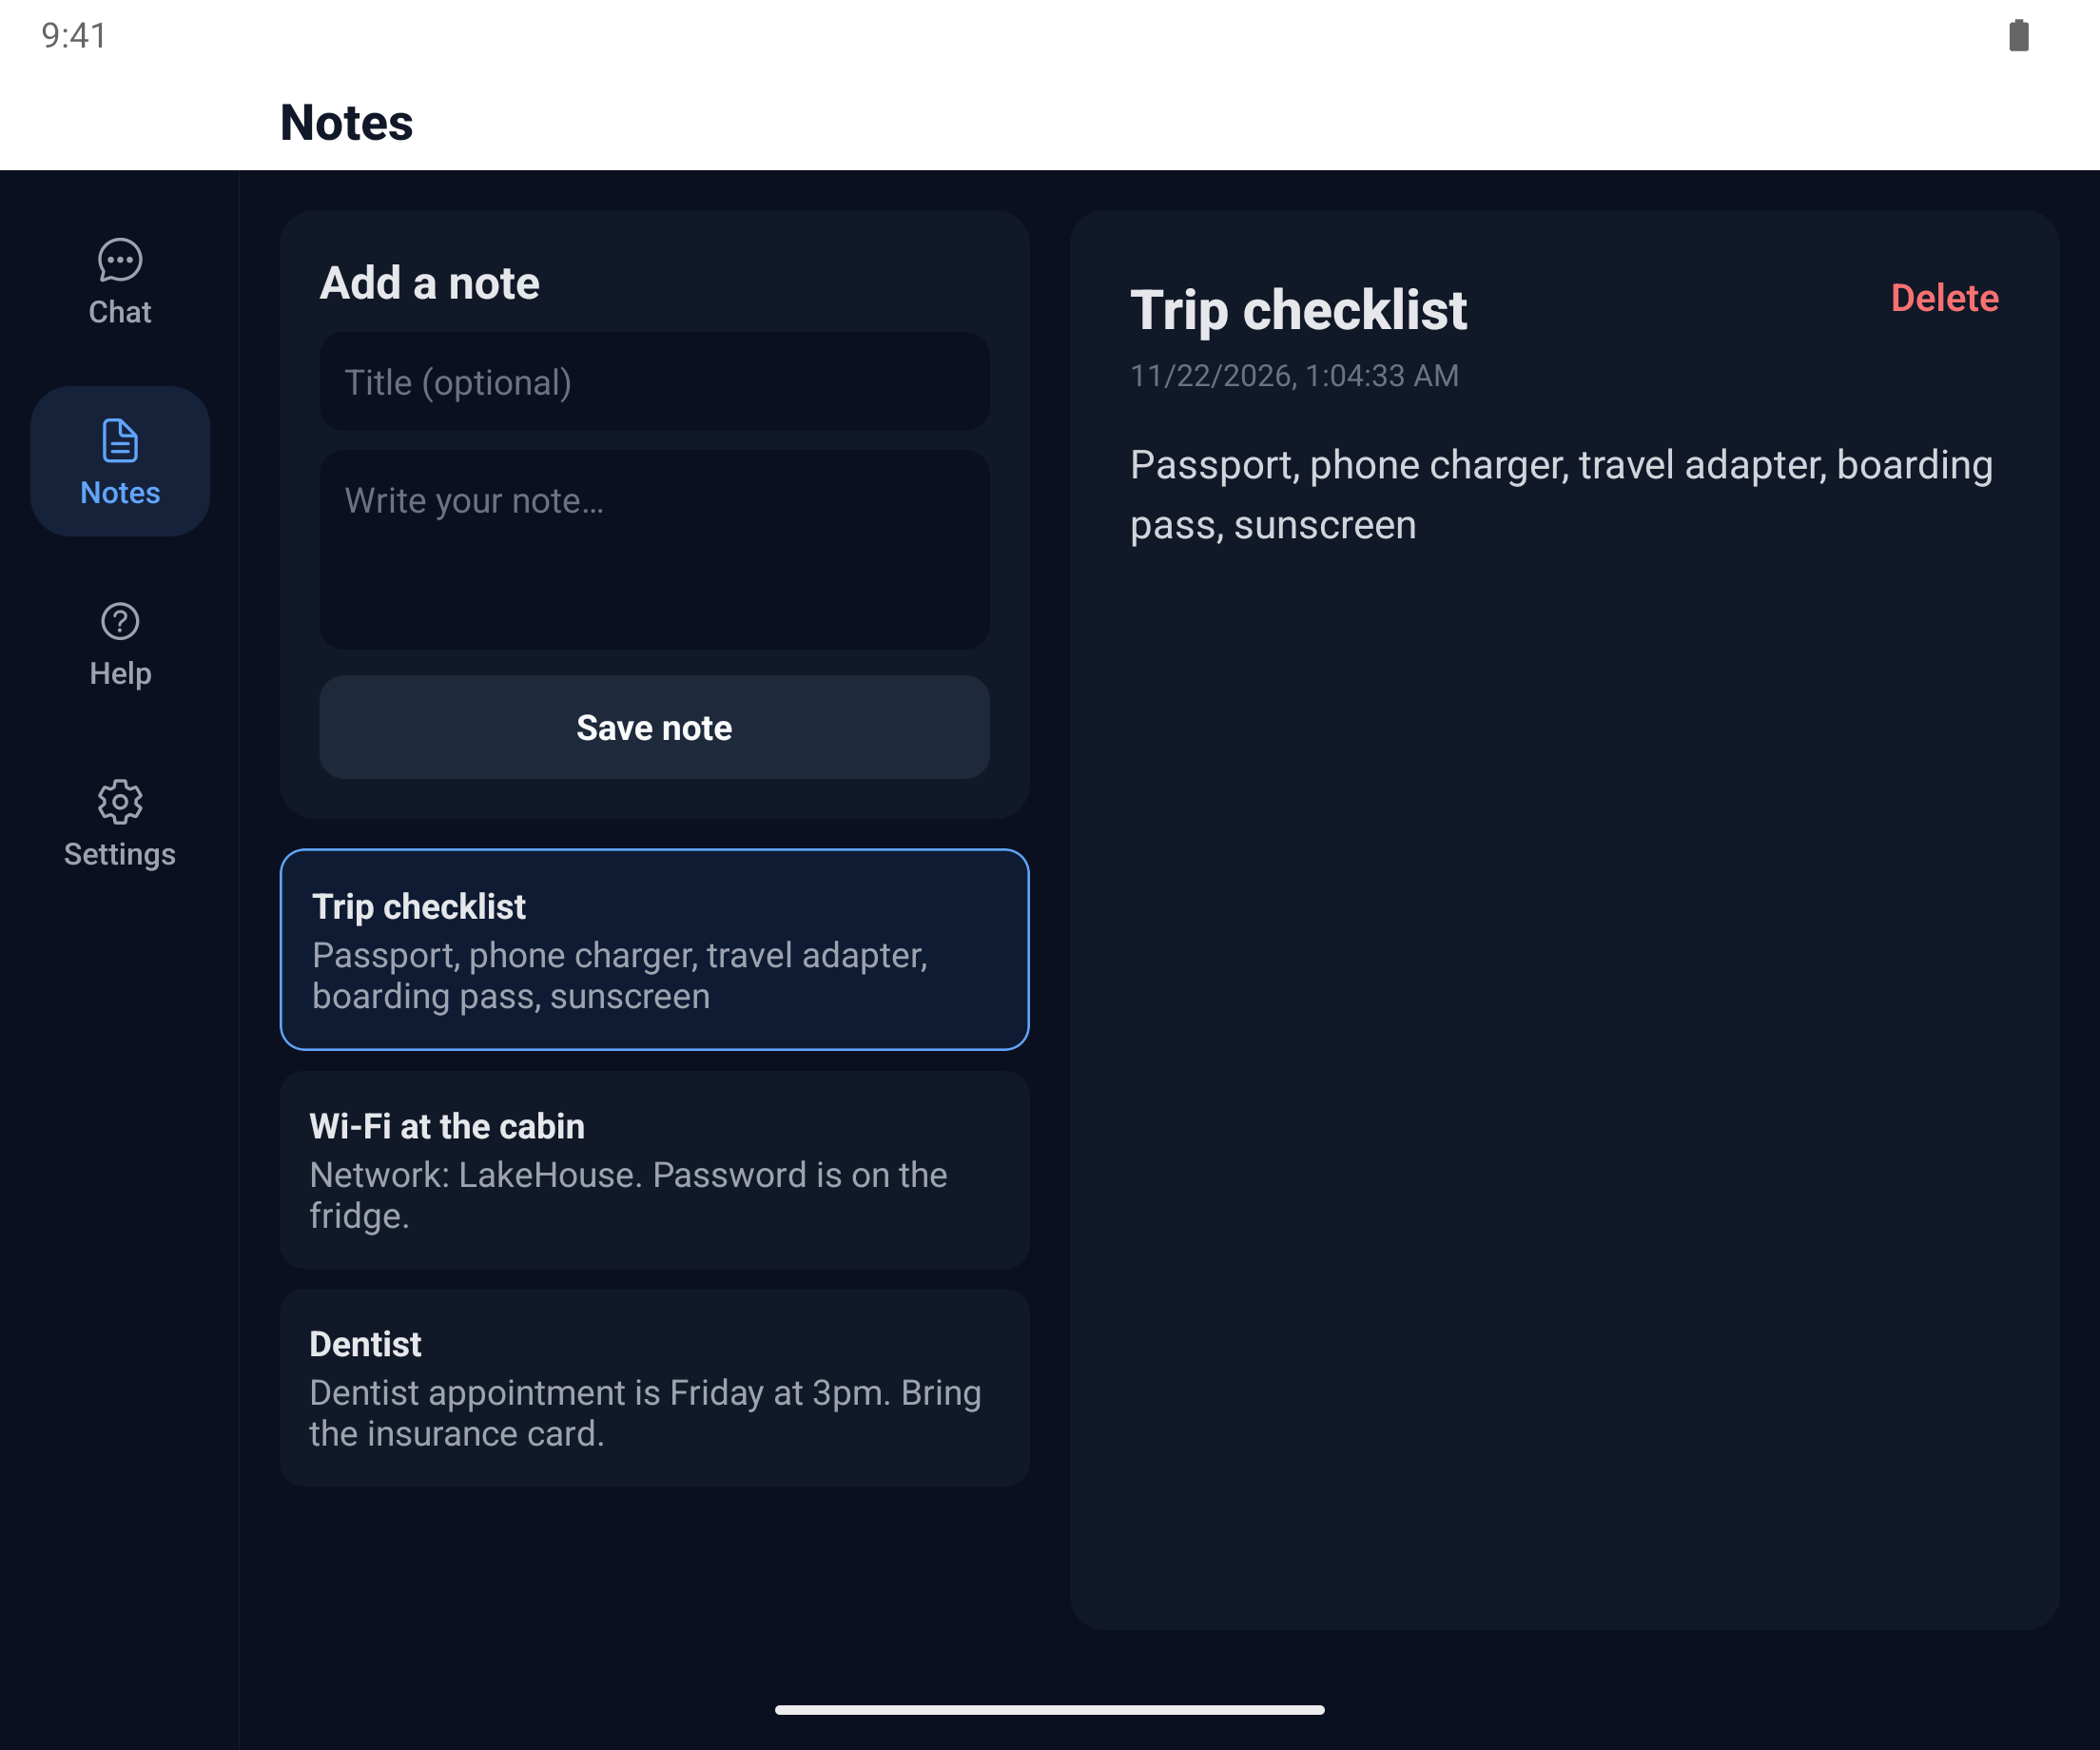 9:41
Notes
Chat
Notes
Help
Settings
Add a note
Title (optional)
Write your note…
Save note
Trip checklist
Passport, phone charger, travel adapter,
boarding pass, sunscreen
Wi-Fi at the cabin
Network: LakeHouse. Password is on the
fridge.
Dentist
Dentist appointment is Friday at 3pm. Bring
the insurance card.
Trip checklist
Delete
11/22/2026, 1:04:33 AM
Passport, phone charger, travel adapter, boarding
pass, sunscreen